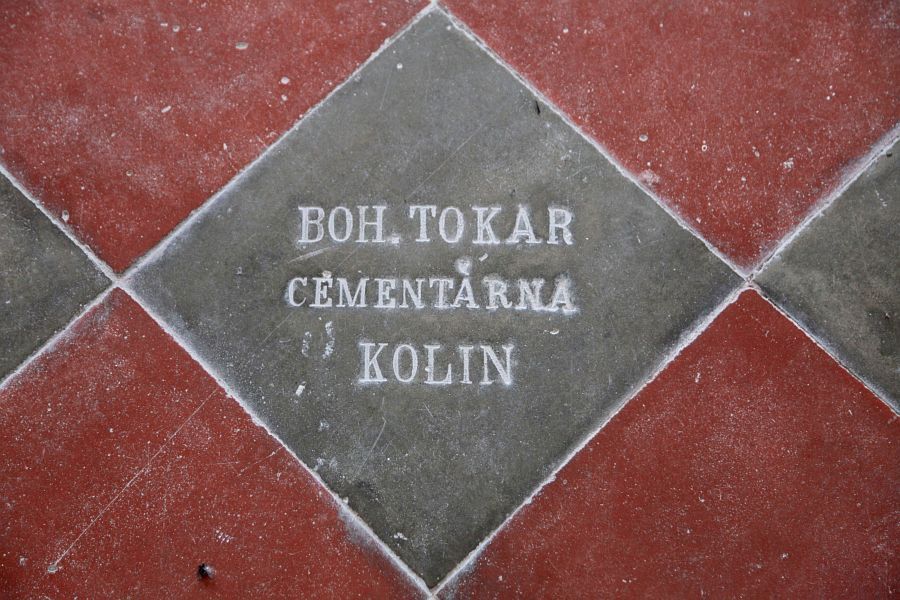 BOH. TOKAR
CEMENTÁRNA
KOLIN